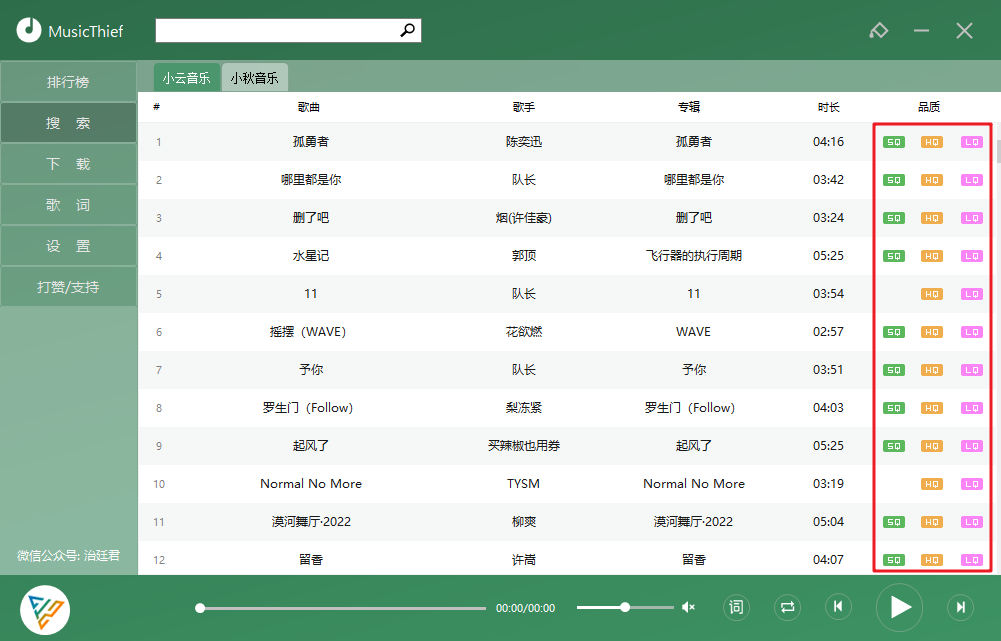 MusicThief
排行榜
搜 索
下 载
歌 词
设 置
打赏/支持
微信公众号: 治廷君
小云音乐 小秋音乐
# 歌曲 歌手 专辑 时长 品质
1 孤勇者 陈奕迅 孤勇者 04:16 SQ HQ LQ
2 哪里都是你 队长 哪里都是你 03:42 SQ HQ LQ
3 删了吧 烟(许佳豪) 删了吧 03:24 SQ HQ LQ
4 水星记 郭顶 飞行器的执行周期 05:25 SQ HQ LQ
5 11 队长 11 03:54 HQ LQ
6 摇摆（WAVE） 花欲燃 WAVE 02:57 SQ HQ LQ
7 予你 队长 予你 03:51 SQ HQ LQ
8 罗生门（Follow） 梨冻紧 罗生门（Follow） 04:03 SQ HQ LQ
9 起风了 买辣椒也用券 起风了 05:25 SQ HQ LQ
10 Normal No More TYSM Normal No More 03:19 HQ LQ
11 漠河舞厅·2022 柳爽 漠河舞厅·2022 05:04 SQ HQ LQ
12 留香 许嵩 留香 04:07 SQ HQ LQ
00:00/00:00 词